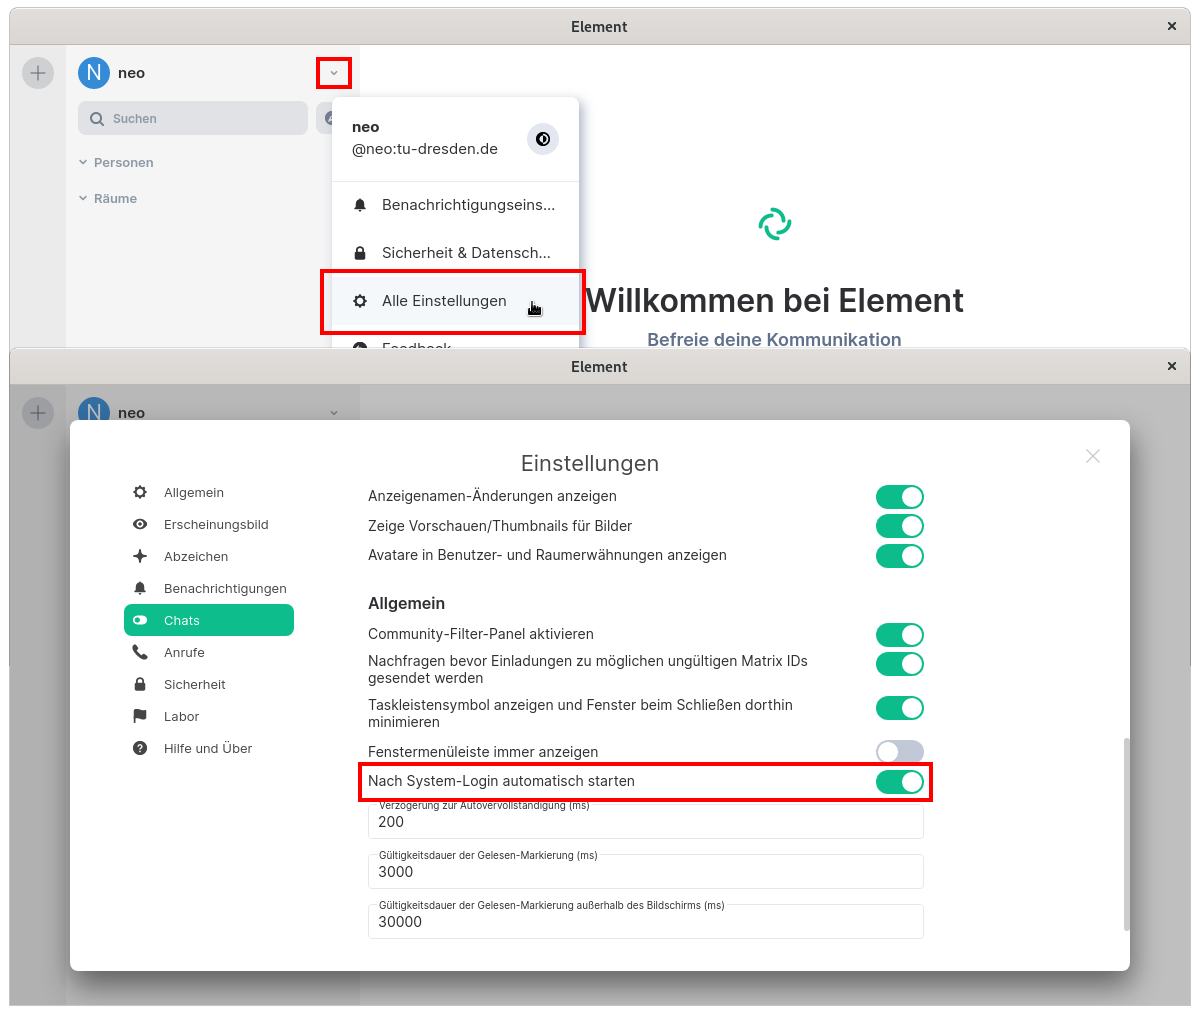 Element
N neo
Suchen
Personen
Räume
neo
@neo:tu-dresden.de
Benachrichtigungseins...
Sicherheit & Datensch...
Alle Einstellungen
Feedback
Willkommen bei Element
Befreie deine Kommunikation
Element
N neo
Einstellungen
Allgemein
Erscheinungsbild
Abzeichen
Benachrichtigungen
Chats
Anrufe
Sicherheit
Labor
Hilfe und Über
Anzeigenamen-Änderungen anzeigen
Zeige Vorschauen/Thumbnails für Bilder
Avatare in Benutzer- und Raumerwähnungen anzeigen
Allgemein
Community-Filter-Panel aktivieren
Nachfragen bevor Einladungen zu möglichen ungültigen Matrix IDs
gesendet werden
Taskleistensymbol anzeigen und Fenster beim Schließen dorthin
minimieren
Fenstermenüleiste immer anzeigen
Nach System-Login automatisch starten
Verzögerung zur Autovervollständigung (ms)
200
Gültigkeitsdauer der Gelesen-Markierung (ms)
3000
Gültigkeitsdauer der Gelesen-Markierung außerhalb des Bildschirms (ms)
30000